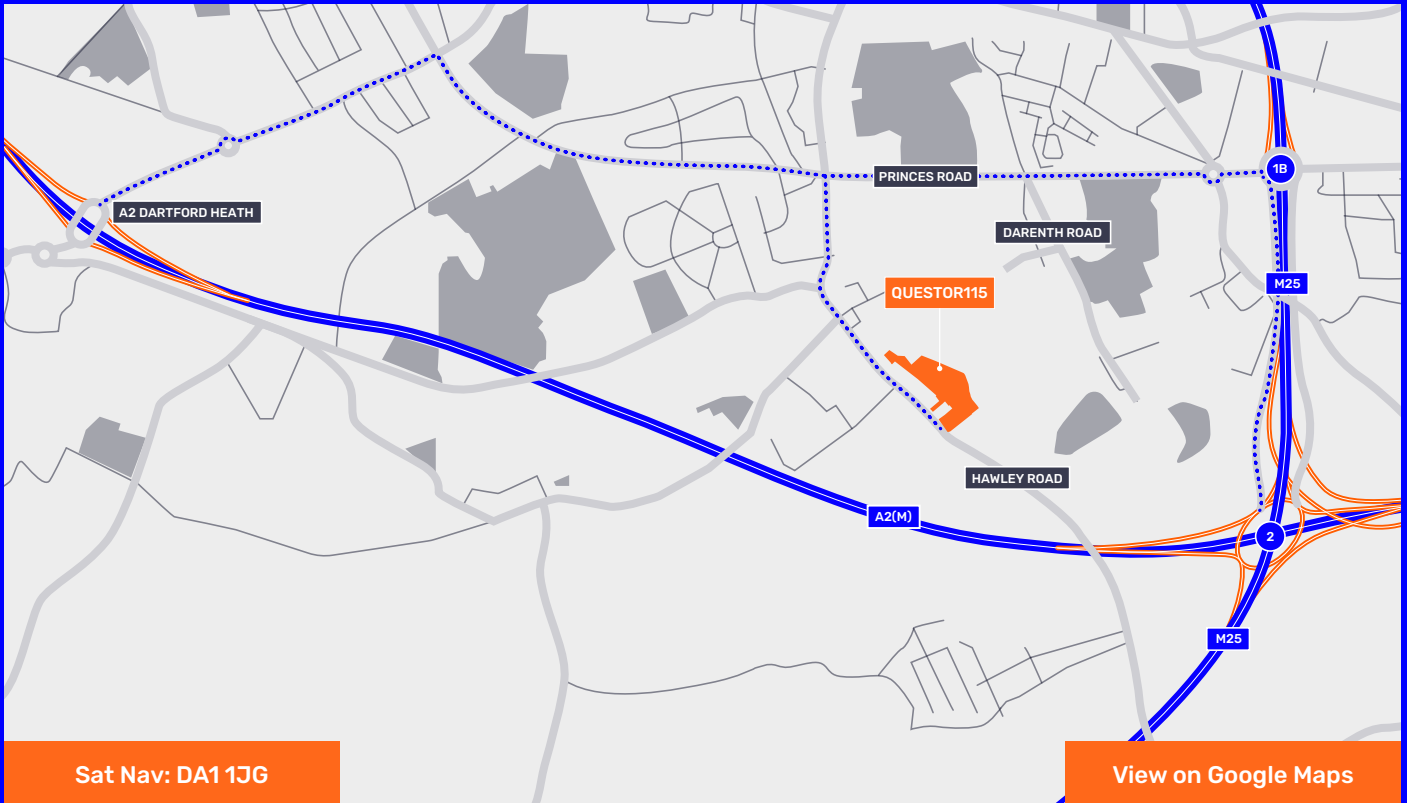 1B
PRINCES ROAD
A2 DARTFORD HEATH
DARENTH ROAD
M25
QUESTOR115
HAWLEY ROAD
A2(M)
2
M25
Sat Nav: DA1 1JG
View on Google Maps